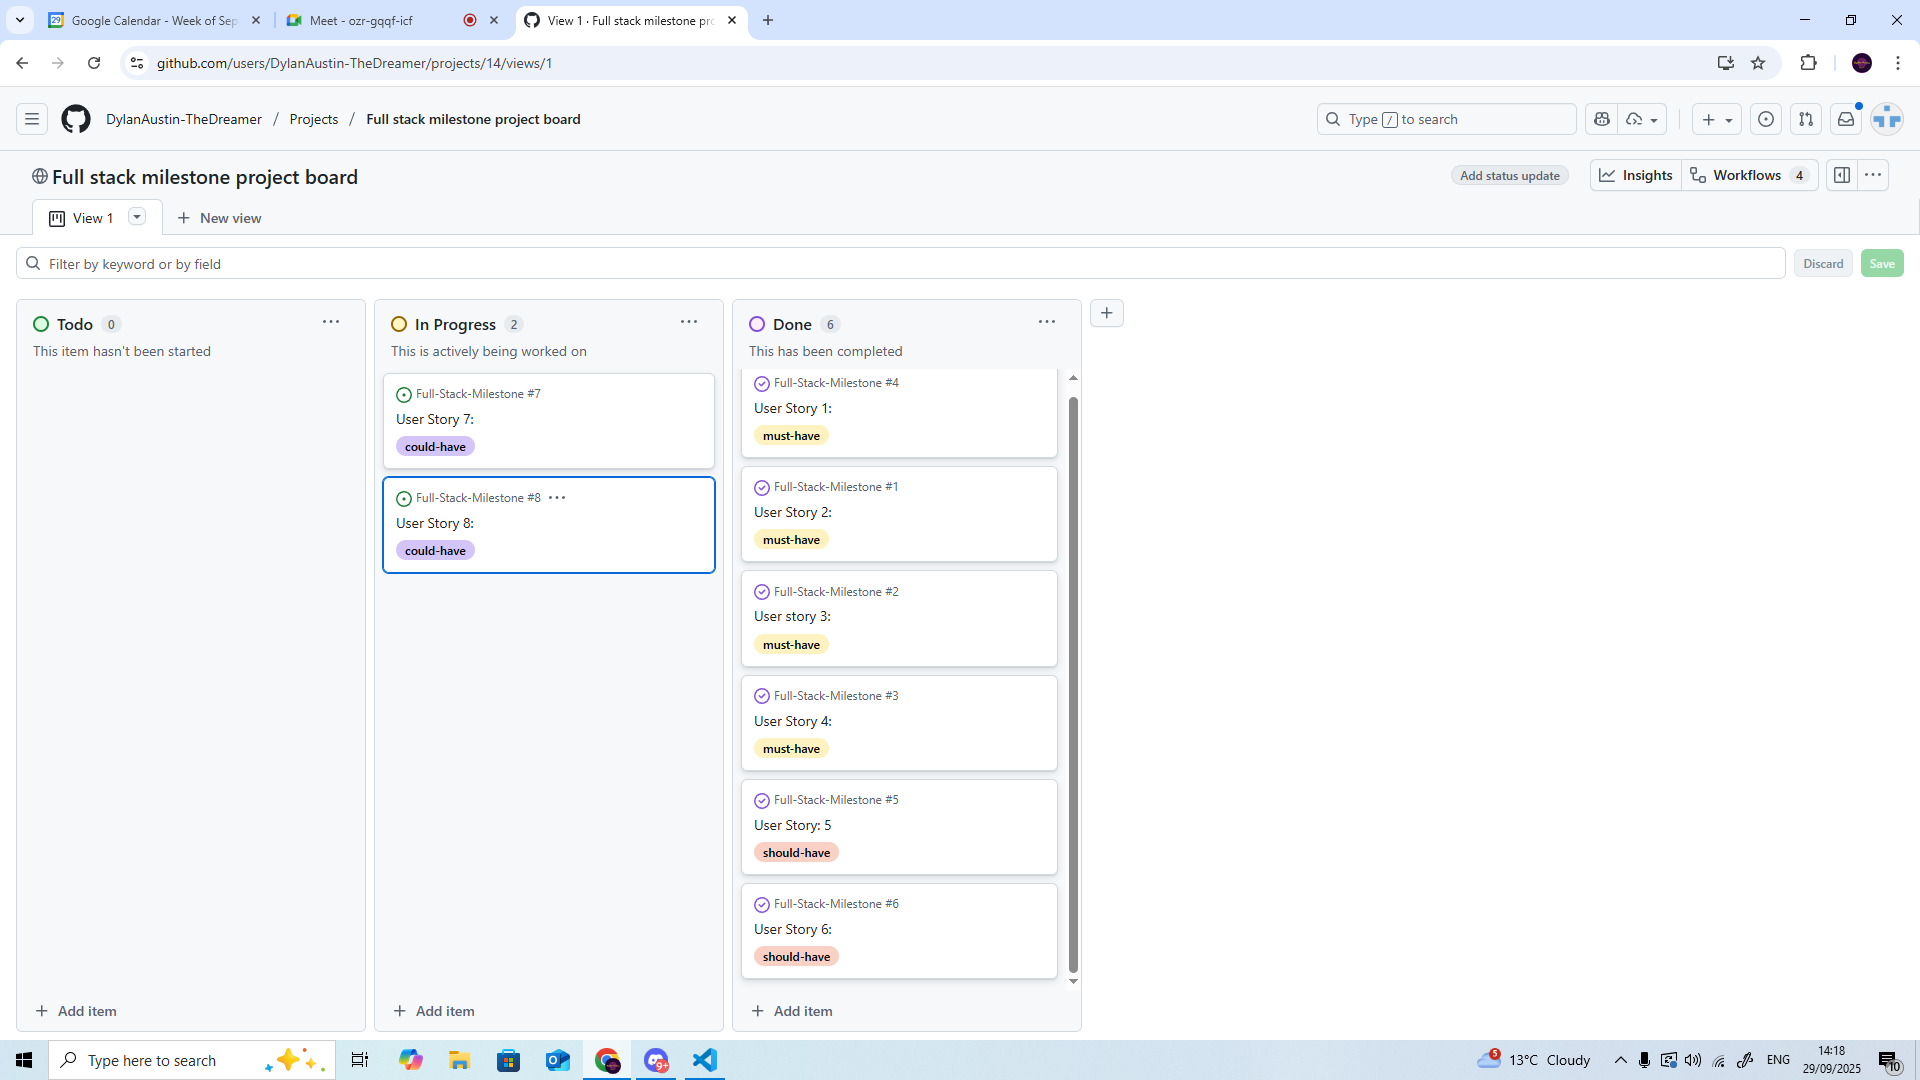 Google Calendar - Week of Sep
Meet - ozr-gqqf-icf
View 1 · Full stack milestone pro
github.com/users/DylanAustin-TheDreamer/projects/14/views/1
DylanAustin-TheDreamer / Projects / Full stack milestone project board
Type / to search
Full stack milestone project board
Add status update
Insights
Workflows 4
View 1
New view
Filter by keyword or by field
Discard
Save
Todo 0
This item hasn't been started
Add item
In Progress 2
This is actively being worked on
Full-Stack-Milestone #7
User Story 7:
could-have
Full-Stack-Milestone #8
User Story 8:
could-have
Add item
Done 6
This has been completed
Full-Stack-Milestone #4
User Story 1:
must-have
Full-Stack-Milestone #1
User Story 2:
must-have
Full-Stack-Milestone #2
User story 3:
must-have
Full-Stack-Milestone #3
User Story 4:
must-have
Full-Stack-Milestone #5
User Story: 5
should-have
Full-Stack-Milestone #6
User Story 6:
should-have
Add item
Type here to search
9+
5
13°C Cloudy
ENG
14:18
29/09/2025
10